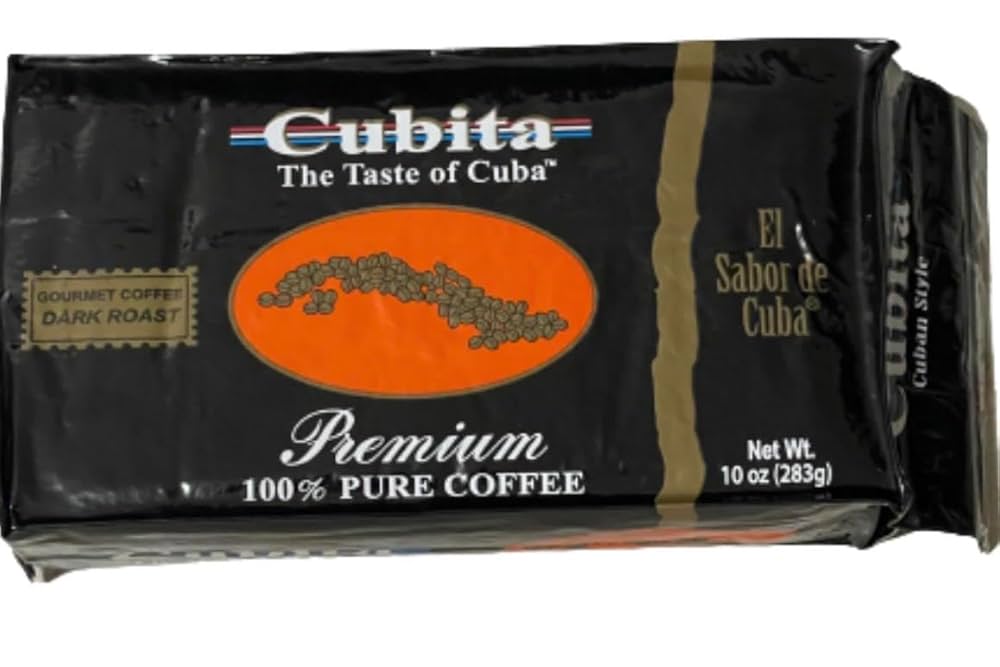 Cubita
The Taste of Cuba™
GOURMET COFFEE
DARK ROAST
Premium
100% PURE COFFEE
El
Sabor de
Cuba®
Net Wt.
10 oz (283g)
Cubita
Cuban Style